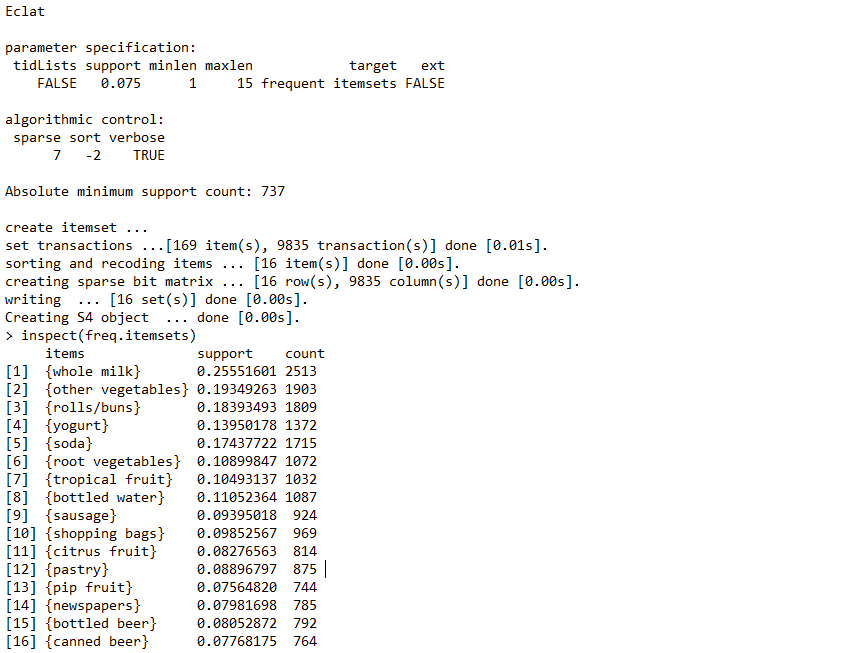 Eclat

parameter specification:
 tidLists support minlen maxlen            target   ext
    FALSE   0.075      1     15 frequent itemsets FALSE

algorithmic control:
 sparse sort verbose
      7   -2    TRUE

Absolute minimum support count: 737

create itemset ...
set transactions ...[169 item(s), 9835 transaction(s)] done [0.01s].
sorting and recoding items ... [16 item(s)] done [0.00s].
creating sparse bit matrix ... [16 row(s), 9835 column(s)] done [0.00s].
writing  ... [16 set(s)] done [0.00s].
Creating S4 object  ... done [0.00s].
> inspect(freq.itemsets)
     items              support    count
[1]  {whole milk}       0.25551601 2513
[2]  {other vegetables} 0.19349263 1903
[3]  {rolls/buns}       0.18393493 1809
[4]  {yogurt}           0.13950178 1372
[5]  {soda}             0.17437722 1715
[6]  {root vegetables}  0.10899847 1072
[7]  {tropical fruit}   0.10493137 1032
[8]  {bottled water}    0.11052364 1087
[9]  {sausage}          0.09395018  924
[10] {shopping bags}    0.09852567  969
[11] {citrus fruit}     0.08276563  814
[12] {pastry}           0.08896797  875
[13] {pip fruit}        0.07564820  744
[14] {newspapers}       0.07981698  785
[15] {bottled beer}     0.08052872  792
[16] {canned beer}      0.07768175  764